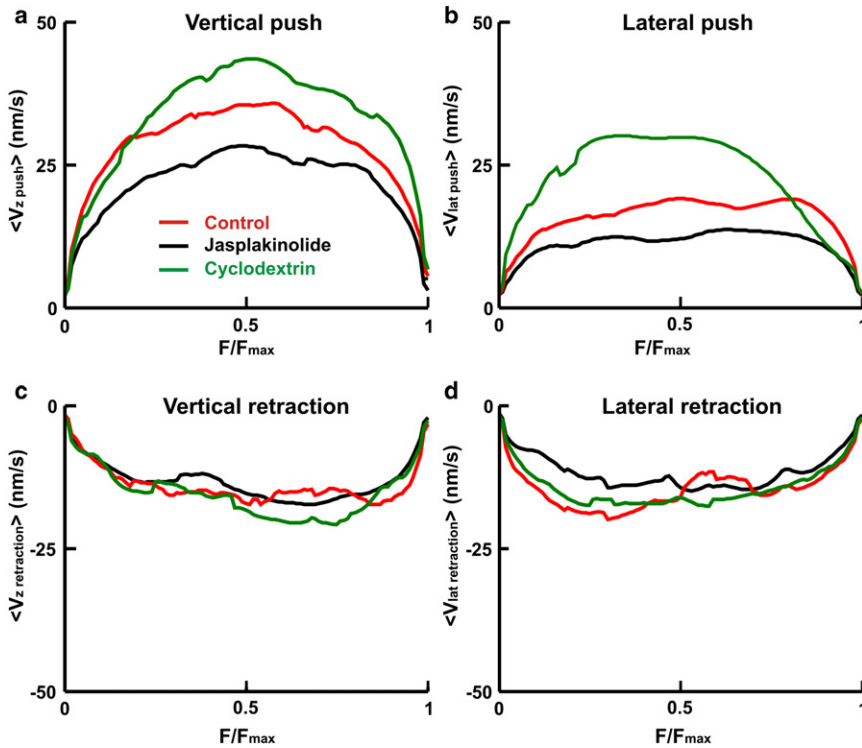 a Vertical push
50
25
0
<Vz push> (nm/s)
Control
Jasplakinolide
Cyclodextrin
0 0.5 1
F/Fmax
b Lateral push
50
25
0
<Vlat push> (nm/s)
0 0.5 1
F/Fmax
c Vertical retraction
0
-25
-50
<Vz retraction> (nm/s)
0 0.5 1
F/Fmax
d Lateral retraction
0
-25
-50
<Vlat retraction> (nm/s)
0 0.5 1
F/Fmax